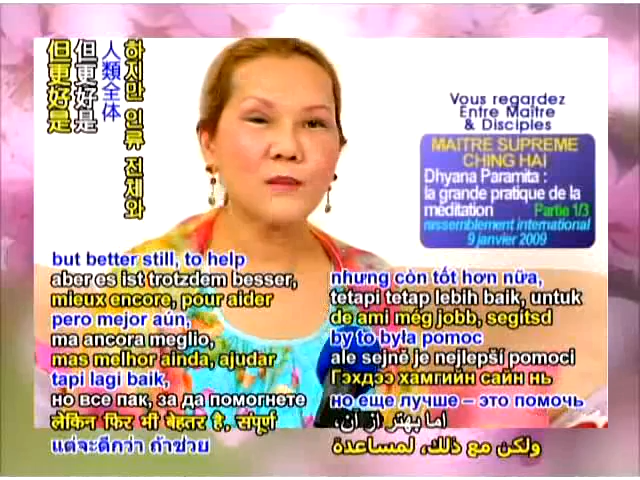 但更好是
但更好是
人類全体
하지만 인류 전체와
Vous regardez
Entre Maître
& Disciples
MAITRE SUPREME
CHING HAI
Dhyana Paramita :
la grande pratique de la
méditation Partie 1/3
rassemblement international
9 janvier 2009
but better still, to help
aber es ist trotzdem besser,
mieux encore, pour aider
pero mejor aún,
ma ancora meglio,
mas melhor ainda, ajudar
tapi lagi baik,
но все пак, за да помогнете
लेकिन फिर भी बेहतर है, संपूर्ण
แต่จะดีกว่า ถ้าช่วย
nhưng còn tốt hơn nữa,
tetapi tetap lebih baik, untuk
de ami még jobb, segítsd
by to była pomoc
ale sejně je nejlepší pomoci
Гэхдээ хамгийн сайн нь
но еще лучше – это помочь
اما بهتر از آن،
ولكن مع ذلك، لمساعدة